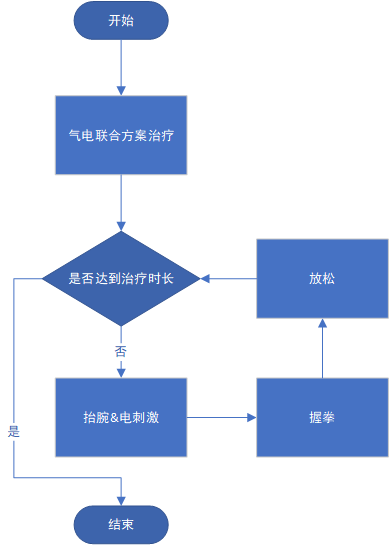 开始
气电联合方案治疗
是否达到治疗时长
放松
否
抬腕&电刺激
握拳
是
结束